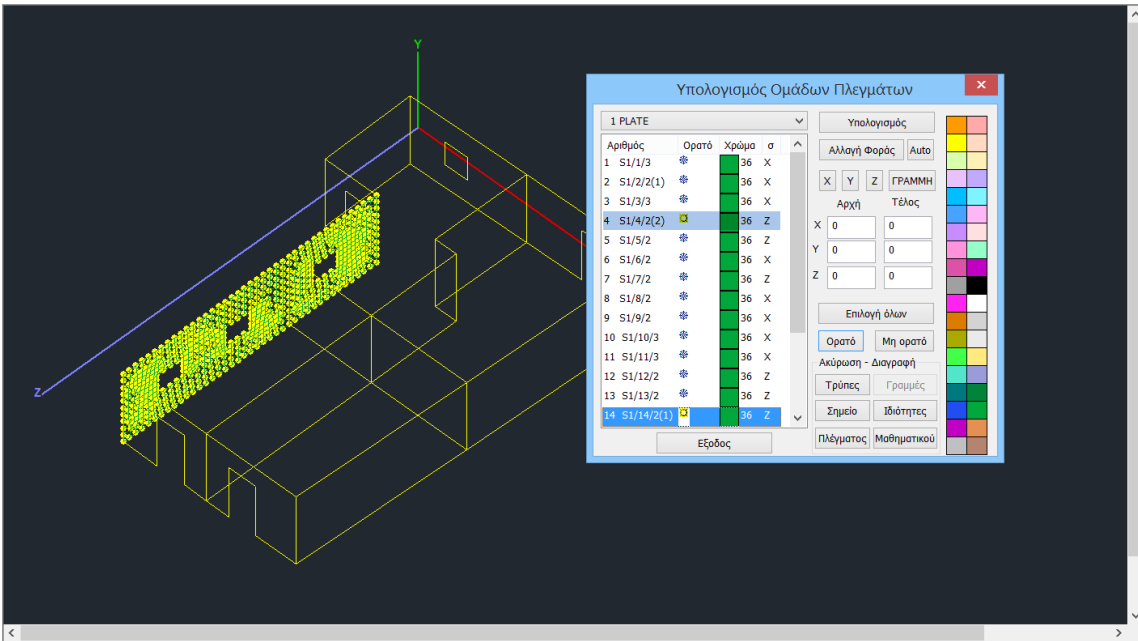 Y
Z
Υπολογισμός Ομάδων Πλεγμάτων
1 PLATE
Αριθμός Ορατό Χρώμα σ
1 S1/1/3 36 X
2 S1/2/2(1) 36 X
3 S1/3/3 36 X
4 S1/4/2(2) 36 Z
5 S1/5/2 36 Z
6 S1/6/2 36 X
7 S1/7/2 36 Z
8 S1/8/2 36 X
9 S1/9/2 36 X
10 S1/10/3 36 X
11 S1/11/3 36 X
12 S1/12/2 36 Z
13 S1/13/2 36 Z
14 S1/14/2(1) 36 Z
Εξοδος
Υπολογισμός
Αλλαγή Φοράς Auto
X Y Z ΓΡΑΜΜΗ
Αρχή Τέλος
X 0 0
Y 0 0
Z 0 0
Επιλογή όλων
Ορατό Μη ορατό
Ακύρωση - Διαγραφή
Τρύπες Γραμμές
Σημείο Ιδιότητες
Πλέγματος Μαθηματικού